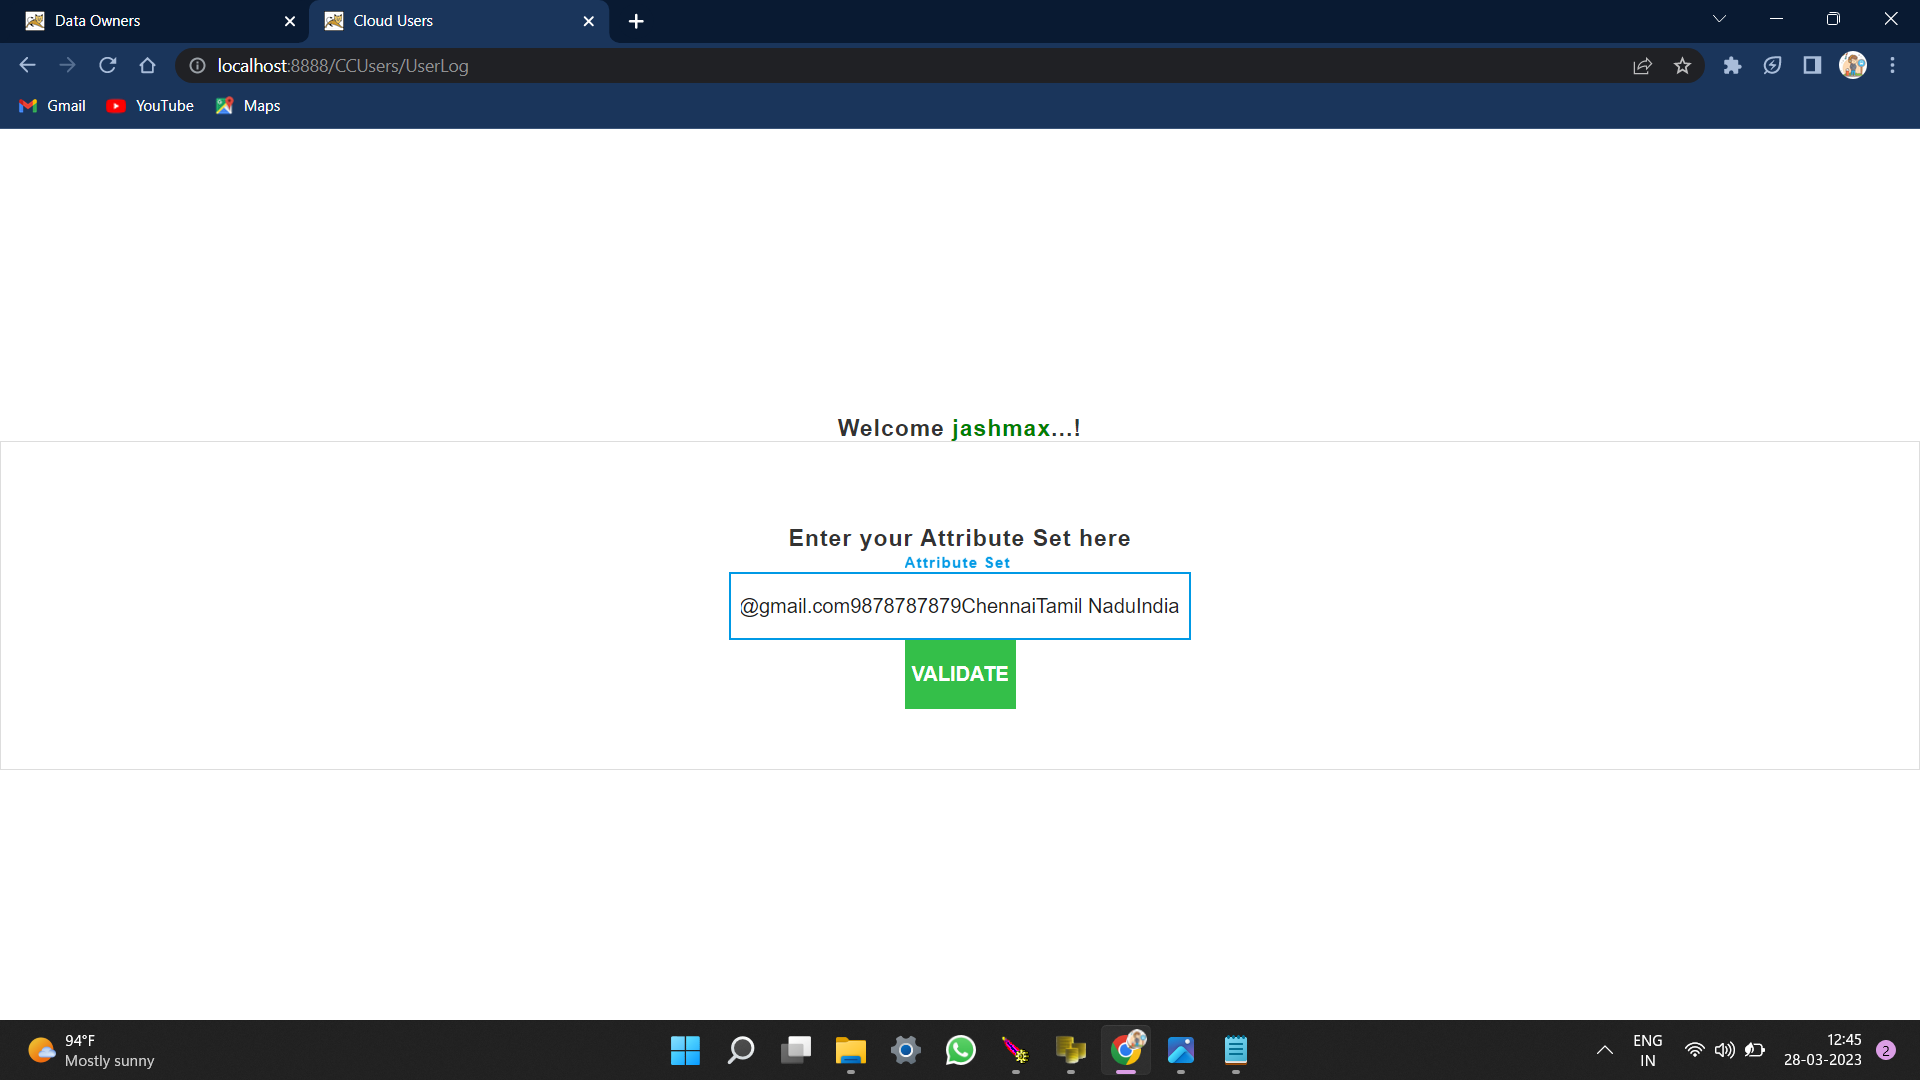 Data Owners
Cloud Users
localhost:8888/CCUsers/UserLog
Gmail YouTube Maps
Welcome jashmax...!
Enter your Attribute Set here
Attribute Set
@gmail.com9878787879ChennaiTamil NaduIndia
VALIDATE
94°F
Mostly sunny
ENG
IN
12:45
28-03-2023
2